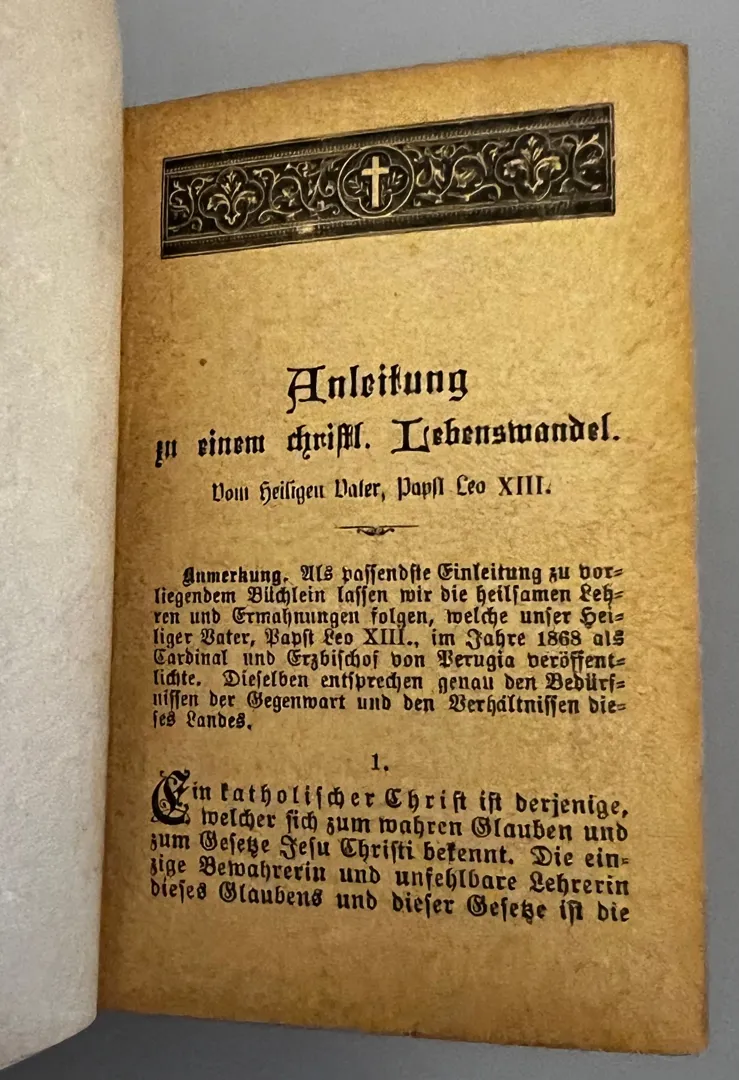 Anleitung
zu einem christl. Lebenswandel.
Vom Heiligen Vater, Papst Leo XIII.
Anmerkung. Als passendste Einleitung zu vor=
liegendem Büchlein lassen wir die heilsamen Leh=
ren und Ermahnungen folgen, welche unser Hei=
liger Vater, Papst Leo XIII., im Jahre 1868 als
Cardinal und Erzbischof von Perugia veröffent=
lichte. Dieselben entsprechen genau den Bedürf=
nissen der Gegenwart und den Verhältnissen die=
ses Landes.
1.
Ein katholischer Christ ist derjenige,
welcher sich zum wahren Glauben und
zum Gesetze Jesu Christi bekennt. Die ein=
zige Bewahrerin und unfehlbare Lehrerin
dieses Glaubens und dieser Gesetze ist die